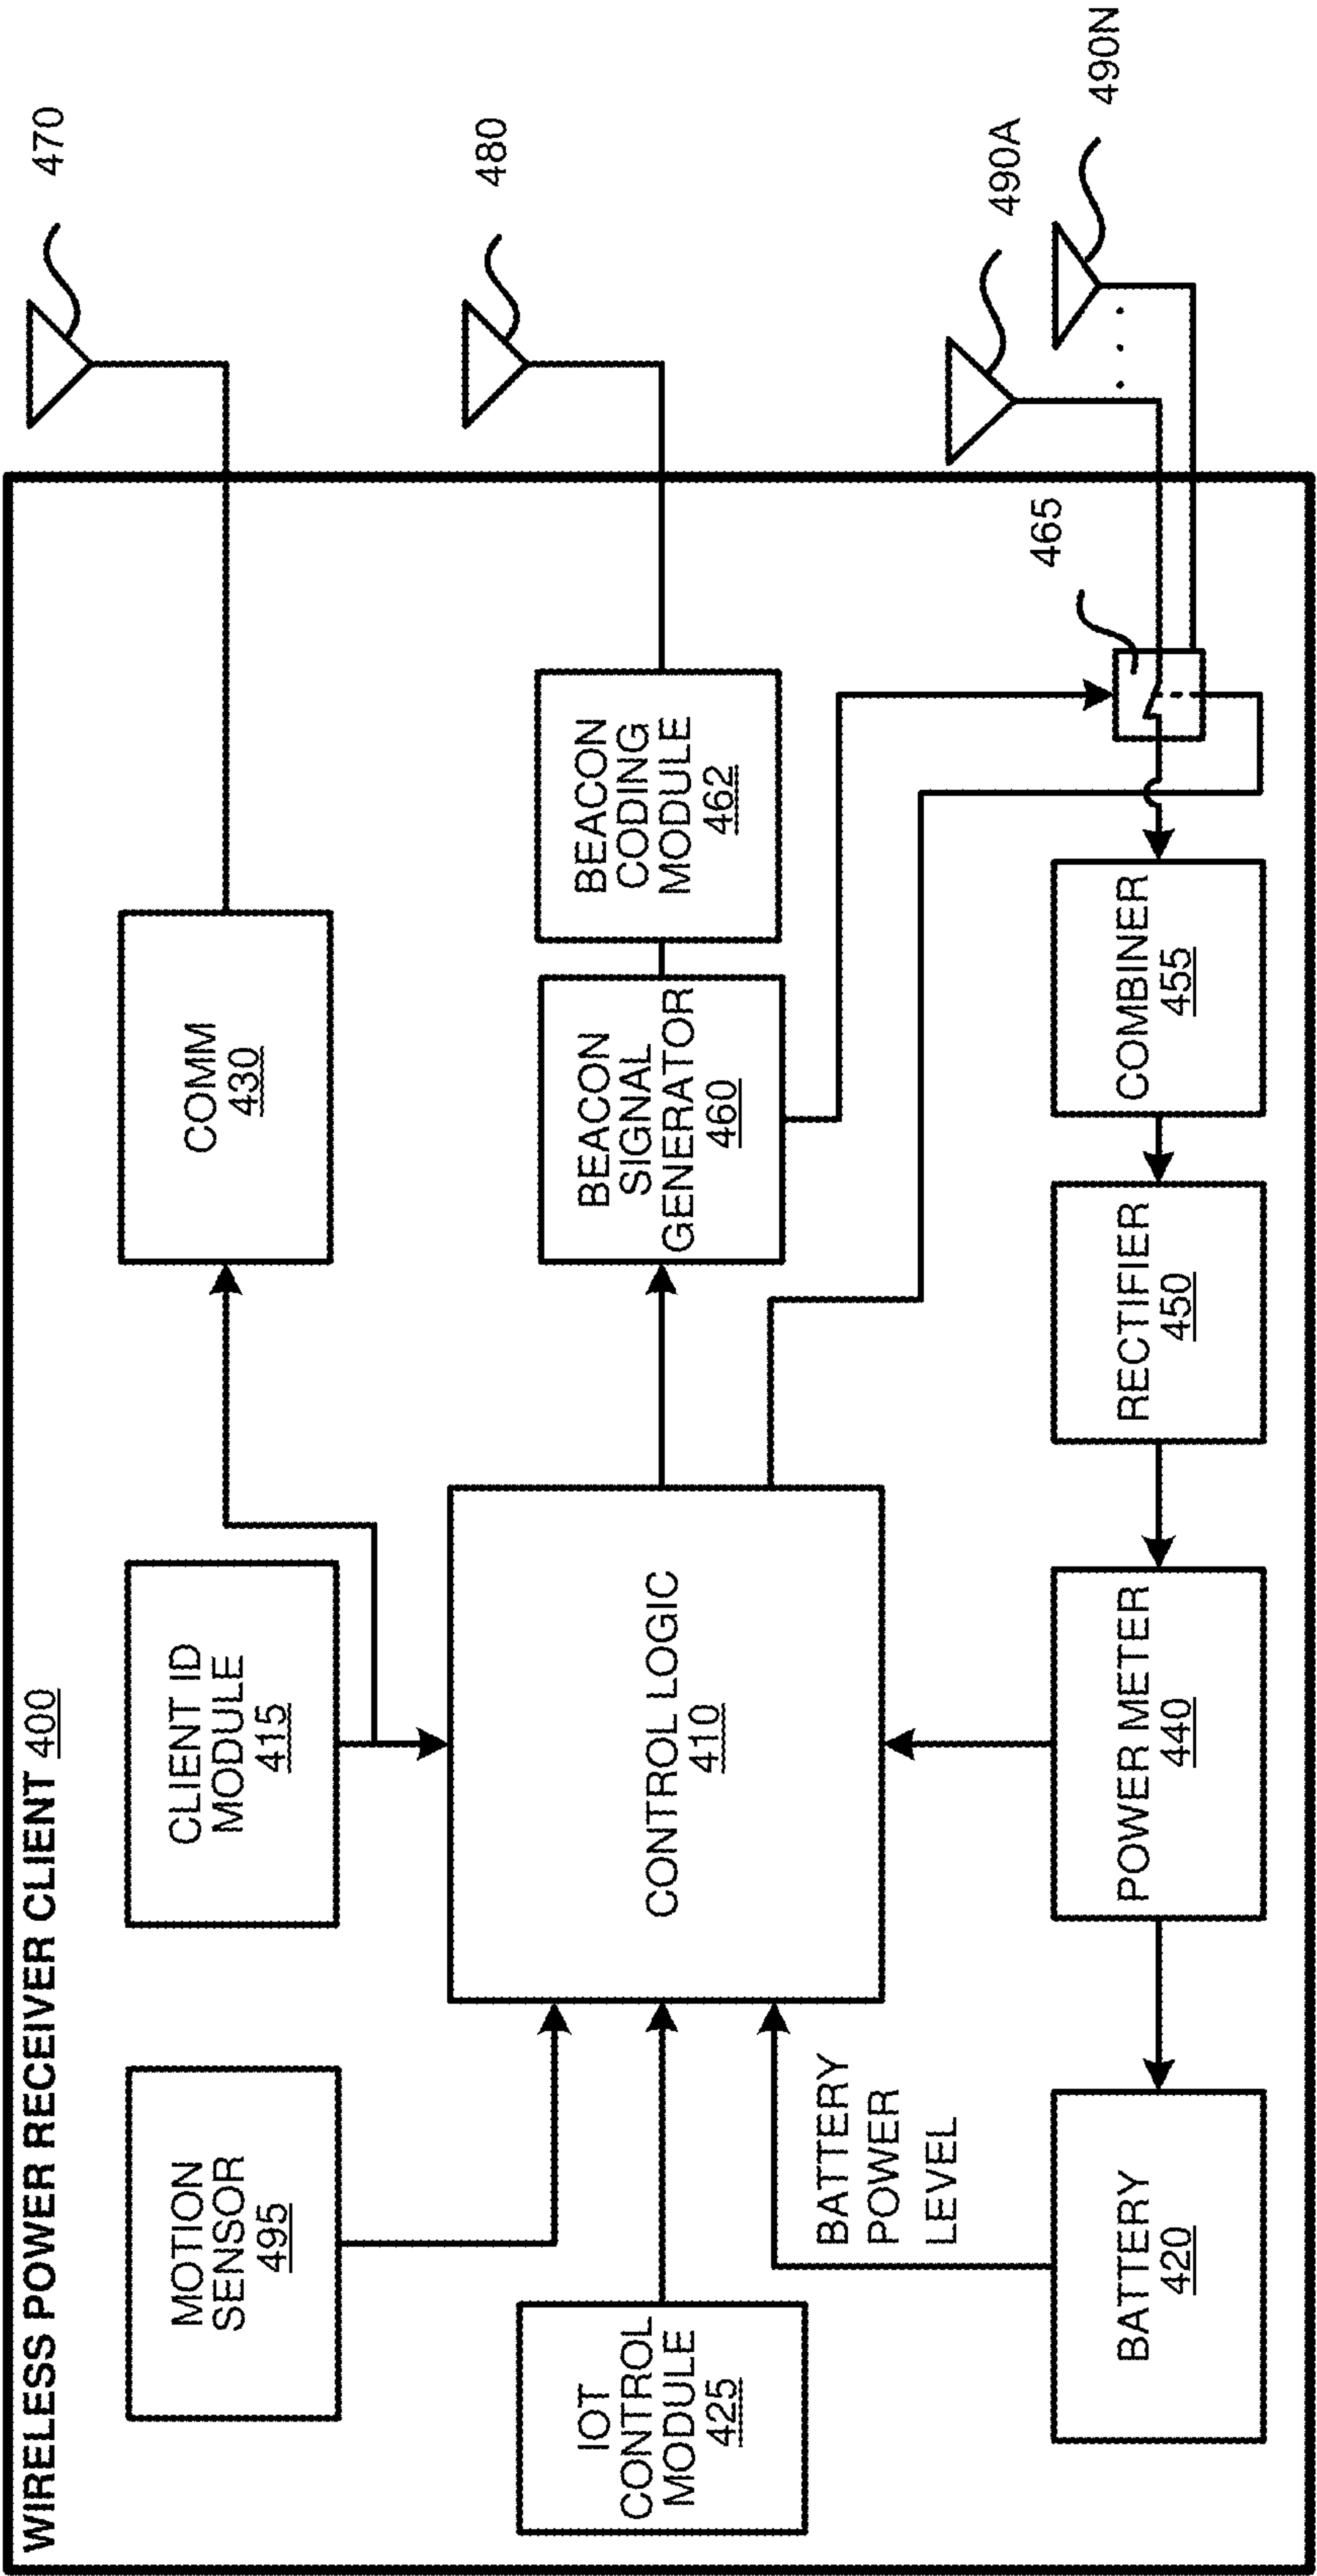 WIRELESS POWER RECEIVER CLIENT 400
MOTION
SENSOR
495
CLIENT ID
MODULE
415
COMM
430
470
IOT
CONTROL
MODULE
425
CONTROL LOGIC
410
BEACON
SIGNAL
GENERATOR
460
BEACON
CODING
MODULE
462
480
BATTERY
POWER
LEVEL
BATTERY
420
POWER METER
440
RECTIFIER
450
COMBINER
455
465
490A
490N
. . .